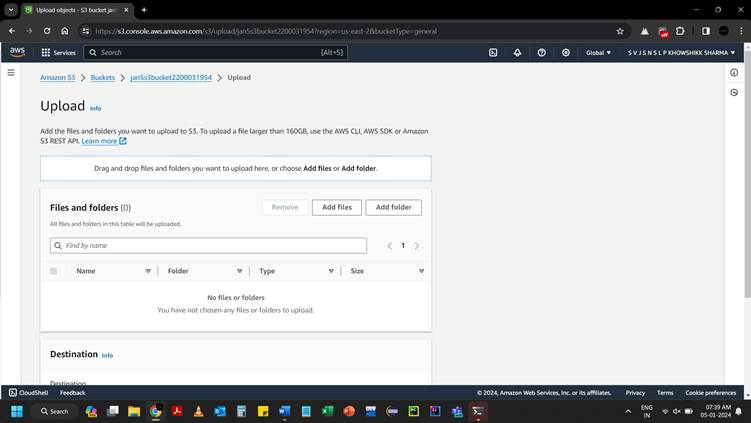 Upload objects - S3 bucket jan5
https://s3.console.aws.amazon.com/s3/upload/jan5s3bucket2200031954?region=us-east-2&bucketType=general
aws Services Search [Alt+S] Global S V J S N S L P KHOWSHIKK SHARMA
Amazon S3 > Buckets > jan5s3bucket2200031954 > Upload
Upload Info
Add the files and folders you want to upload to S3. To upload a file larger than 160GB, use the AWS CLI, AWS SDK or Amazon
S3 REST API. Learn more
Drag and drop files and folders you want to upload here, or choose Add files or Add folder.
Files and folders (0) Remove Add files Add folder
All files and folders in this table will be uploaded.
Find by name 1
Name Folder Type Size
No files or folders
You have not chosen any files or folders to upload.
Destination Info
Destination
CloudShell Feedback © 2024, Amazon Web Services, Inc. or its affiliates. Privacy Terms Cookie preferences
Search ENG IN 07:39 AM 05-01-2024